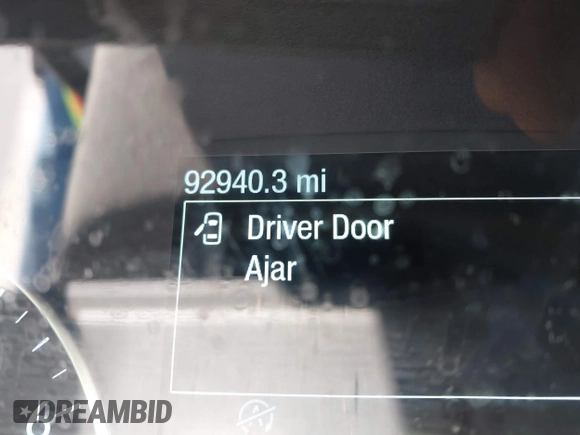 92940.3 mi
Driver Door
Ajar
DREAMBID